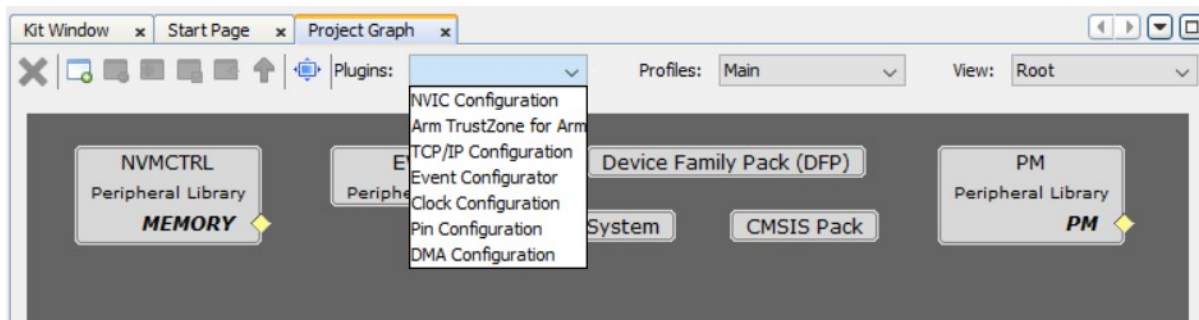 Kit Window x Start Page x Project Graph x
Plugins: Profiles: Main View: Root
NVIC Configuration
Arm TrustZone for Arm
TCP/IP Configuration
Event Configurator
Clock Configuration
Pin Configuration
DMA Configuration
NVMCTRL
Peripheral Library
MEMORY
Device Family Pack (DFP)
System
CMSIS Pack
PM
Peripheral Library
PM